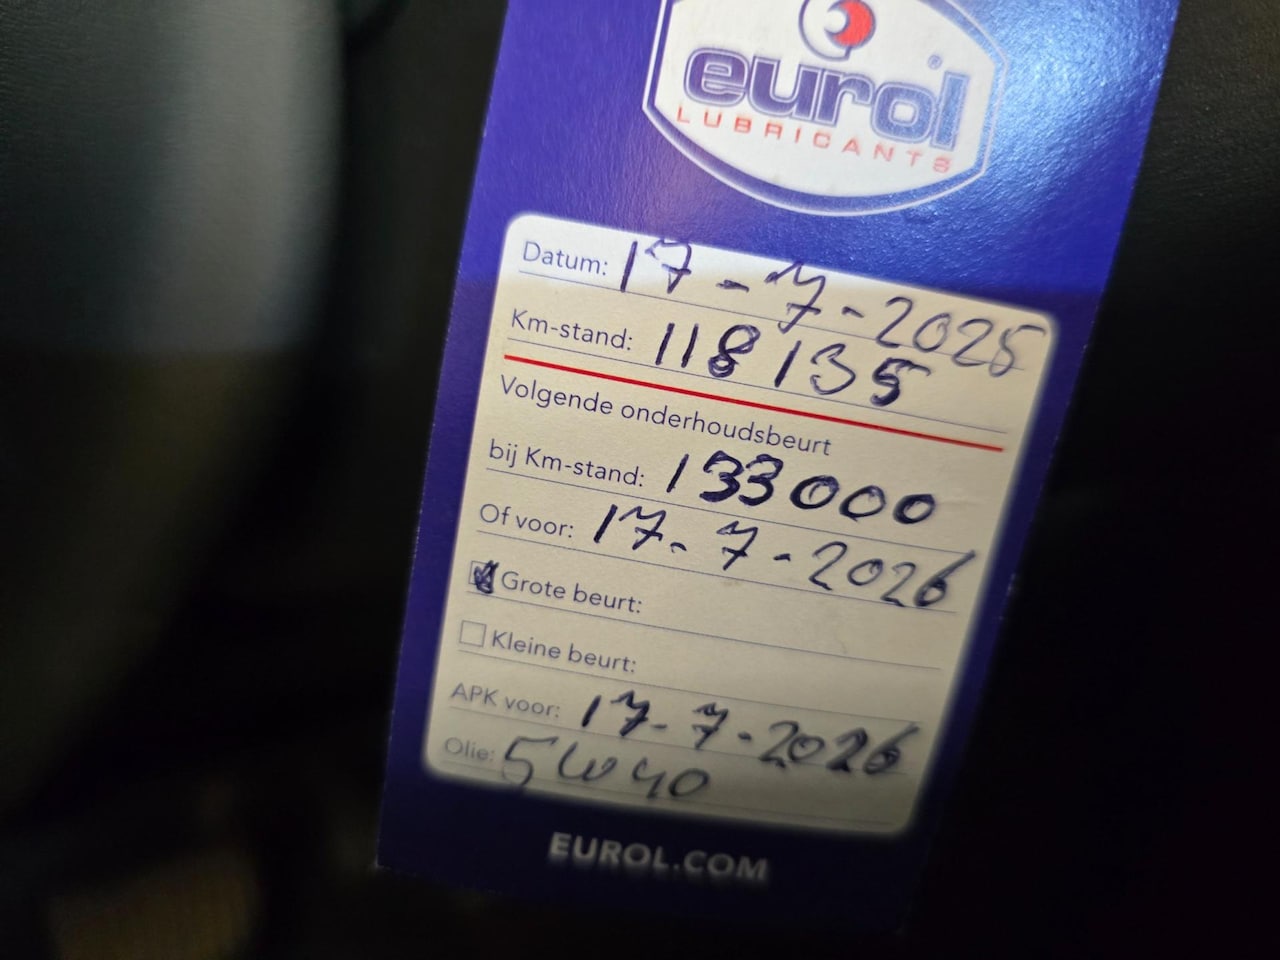 eurol®
LUBRICANTS
Datum: 17-7-2025
Km-stand: 118135
Volgende onderhoudsbeurt
bij Km-stand: 133000
Of voor: 17-7-2026
Grote beurt:
Kleine beurt:
APK voor: 17-7-2026
Olie: 5W40
EUROL.COM